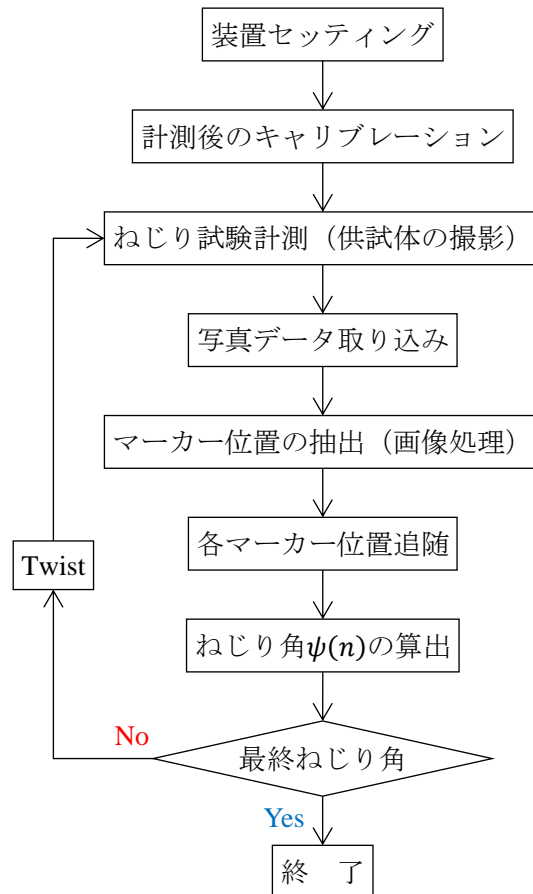 装置セッティング
計測後のキャリブレーション
ねじり試験計測（供試体の撮影）
写真データ取り込み
マーカー位置の抽出（画像処理）
各マーカー位置追随
Twist
ねじり角ψ(n)の算出
No
最終ねじり角
Yes
終　了